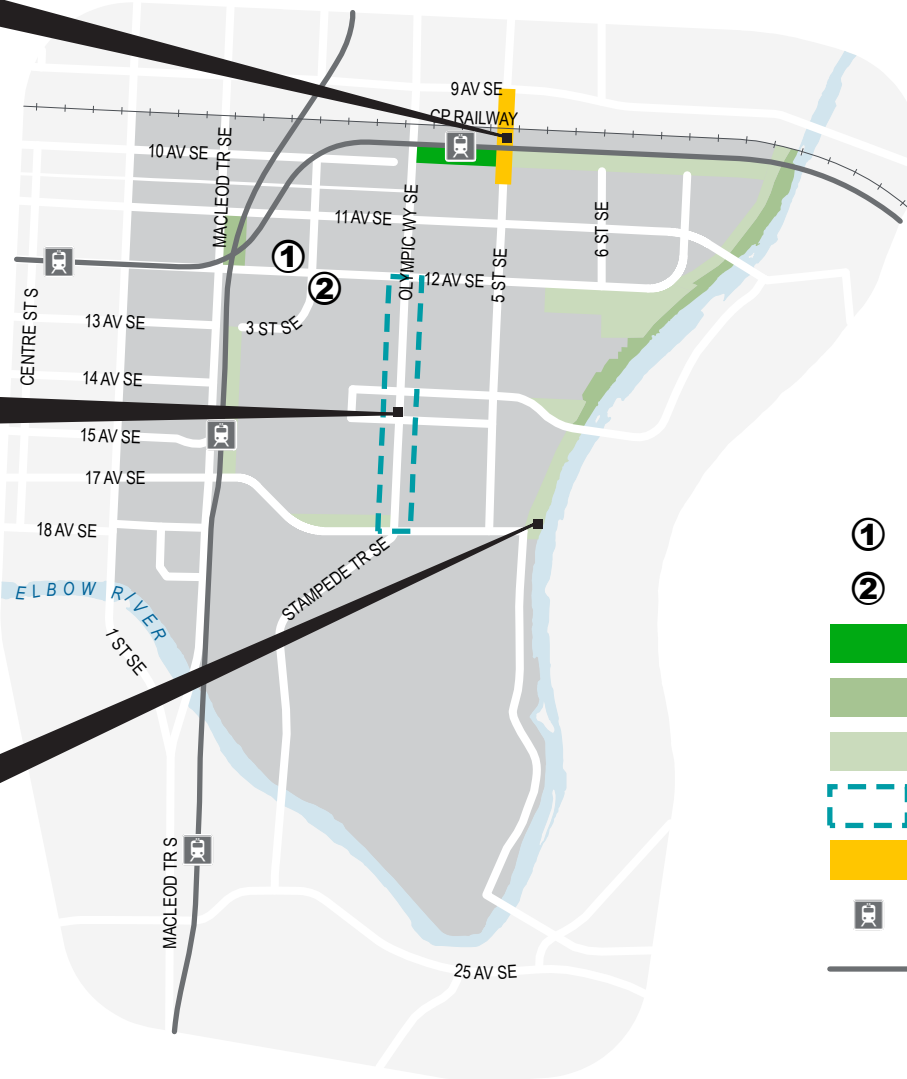 9 AV SE
CP RAILWAY
10 AV SE
MACLEOD TR SE
OLYMPIC WY SE
11 AV SE
6 ST SE
5 ST SE
1
2
12 AV SE
CENTRE ST S
13 AV SE
3 ST SE
14 AV SE
15 AV SE
17 AV SE
18 AV SE
STAMPEDE TR SE
ELBOW RIVER
1 ST SE
MACLEOD TR S
25 AV SE
1
2